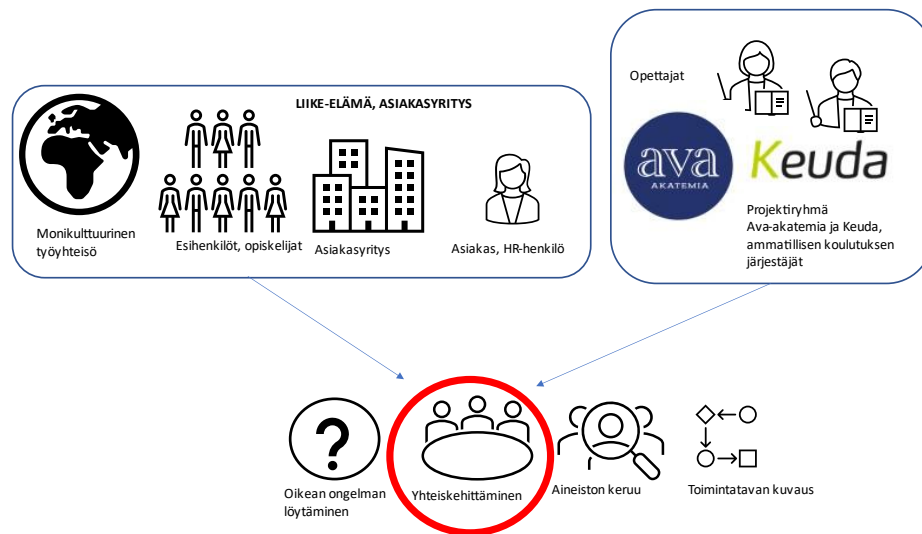 LIIKE-ELÄMÄ, ASIAKASYRITYS
Monikulttuurinen
työyhteisö
Esihenkilöt, opiskelijat
Asiakasyritys
Asiakas, HR-henkilö
Opettajat
ava
AKATEMIA
Keuda
Projektiryhmä
Ava-akatemia ja Keuda,
ammatillisen koulutuksen
järjestäjät
?
Oikean ongelman
löytäminen
Yhteiskehittäminen
Aineiston keruu
Toimintatavan kuvaus